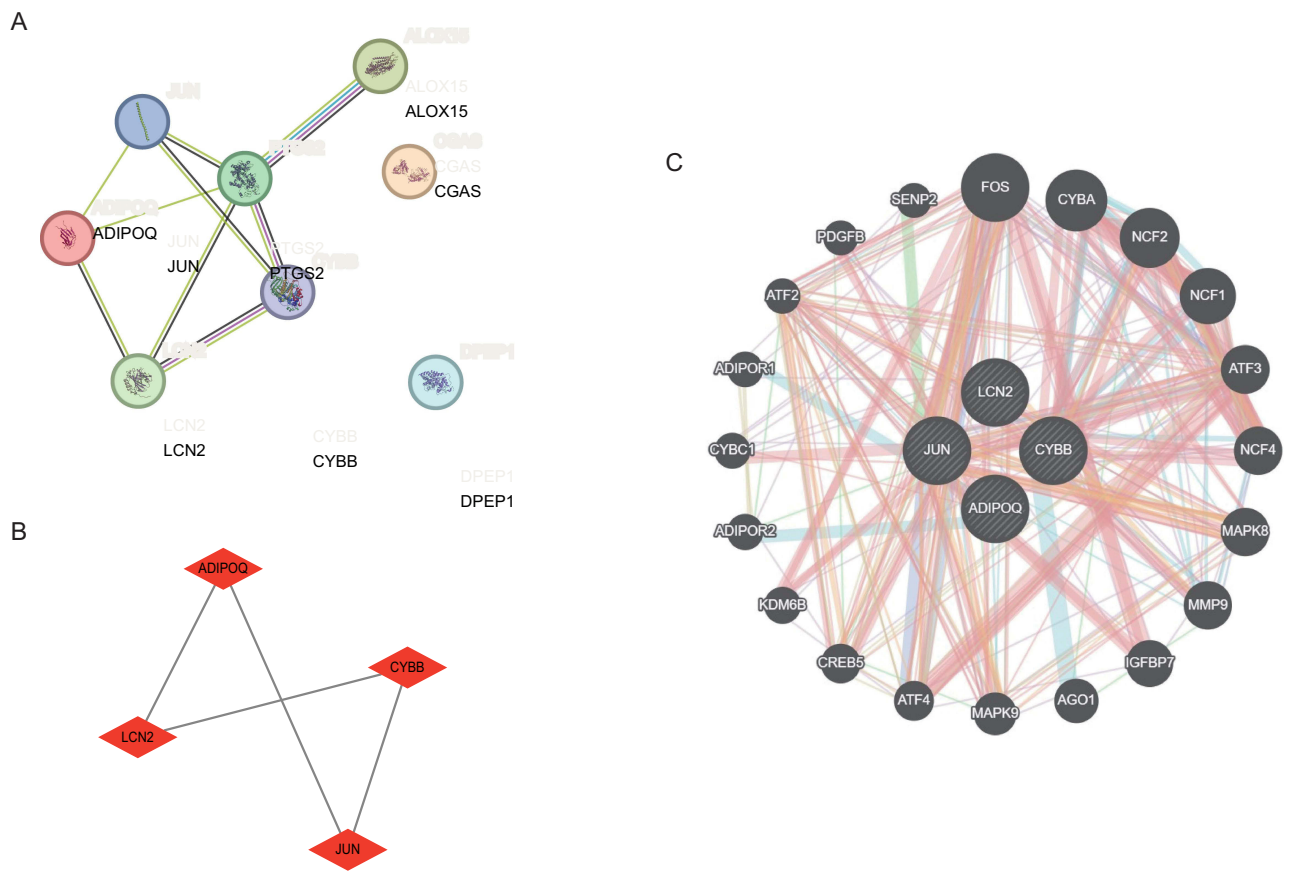 A
ALOX15
ALOX15
ALOX15
JUN
PTGS2
CGAS
CGAS
CGAS
ADIPOQ
ADIPOQ
JUN
JUN
PTGS2
CYBB
PTGS2
LCN2
DPEP1
LCN2
LCN2
CYBB
CYBB
DPEP1
DPEP1
B
ADIPOQ
CYBB
LCN2
JUN
C
FOS
CYBA
SENP2
NCF2
PDGFB
NCF1
ATF2
ATF3
ADIPOR1
LCN2
CYBC1
JUN
CYBB
NCF4
ADIPOQ
ADIPOR2
MAPK8
KDM6B
MMP9
CREB5
IGFBP7
ATF4
MAPK9
AGO1